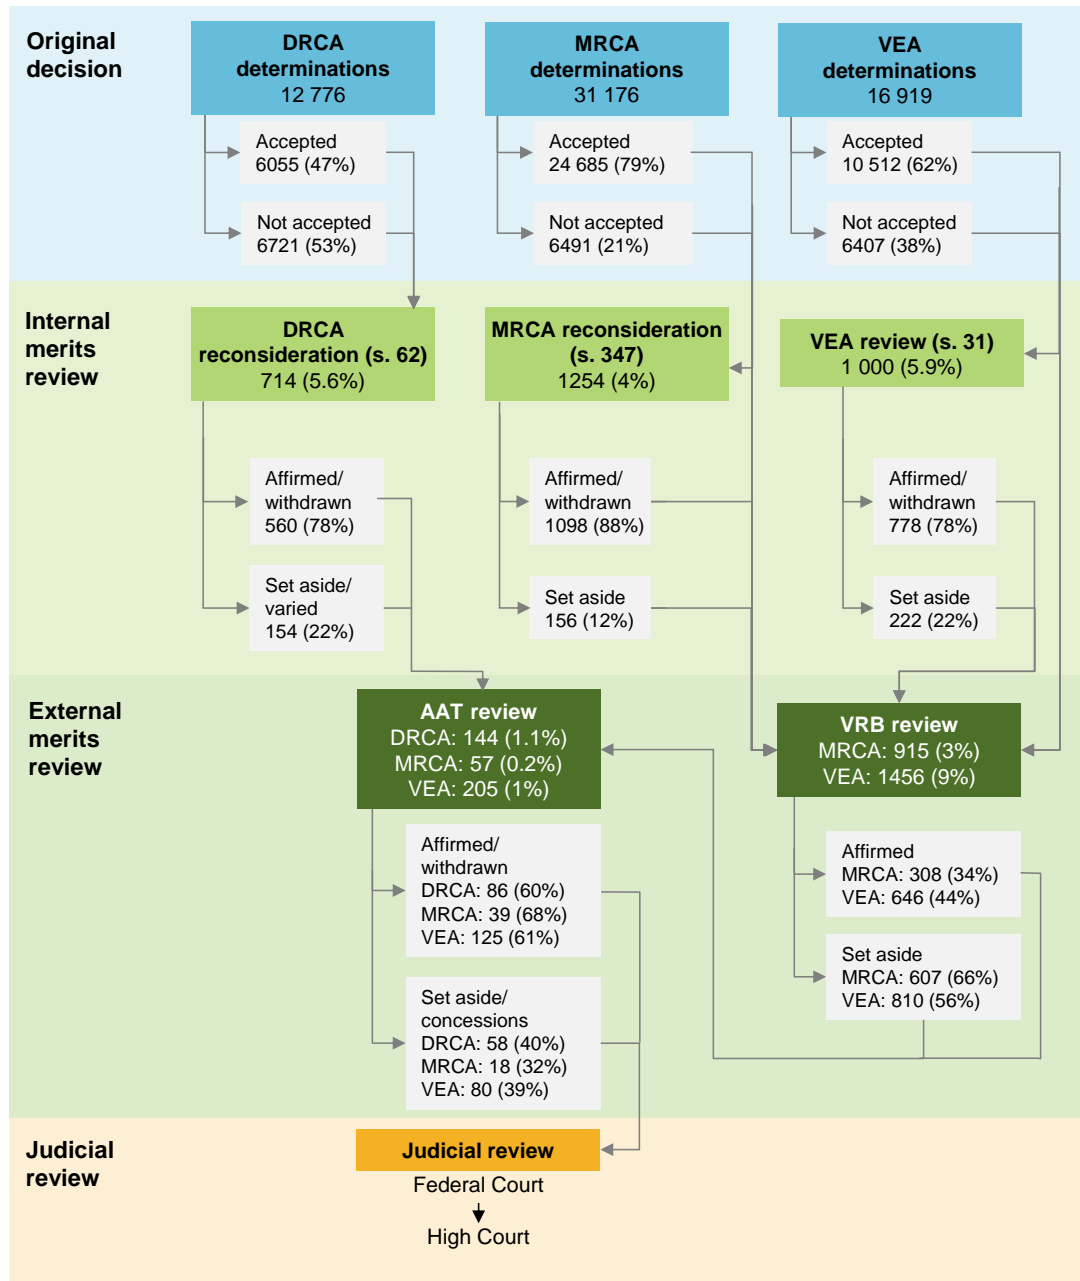 Original
decision
DRCA
determinations
12 776
MRCA
determinations
31 176
VEA
determinations
16 919
Accepted
6055 (47%)
Accepted
24 685 (79%)
Accepted
10 512 (62%)
Not accepted
6721 (53%)
Not accepted
6491 (21%)
Not accepted
6407 (38%)
Internal
merits
review
DRCA
reconsideration (s. 62)
714 (5.6%)
MRCA reconsideration
(s. 347)
1254 (4%)
VEA review (s. 31)
1 000 (5.9%)
Affirmed/
withdrawn
560 (78%)
Affirmed/
withdrawn
1098 (88%)
Affirmed/
withdrawn
778 (78%)
Set aside/
varied
154 (22%)
Set aside
156 (12%)
Set aside
222 (22%)
External
merits
review
AAT review
DRCA: 144 (1.1%)
MRCA: 57 (0.2%)
VEA: 205 (1%)
VRB review
MRCA: 915 (3%)
VEA: 1456 (9%)
Affirmed/
withdrawn
DRCA: 86 (60%)
MRCA: 39 (68%)
VEA: 125 (61%)
Affirmed
MRCA: 308 (34%)
VEA: 646 (44%)
Set aside/
concessions
DRCA: 58 (40%)
MRCA: 18 (32%)
VEA: 80 (39%)
Set aside
MRCA: 607 (66%)
VEA: 810 (56%)
Judicial
review
Judicial review
Federal Court
High Court